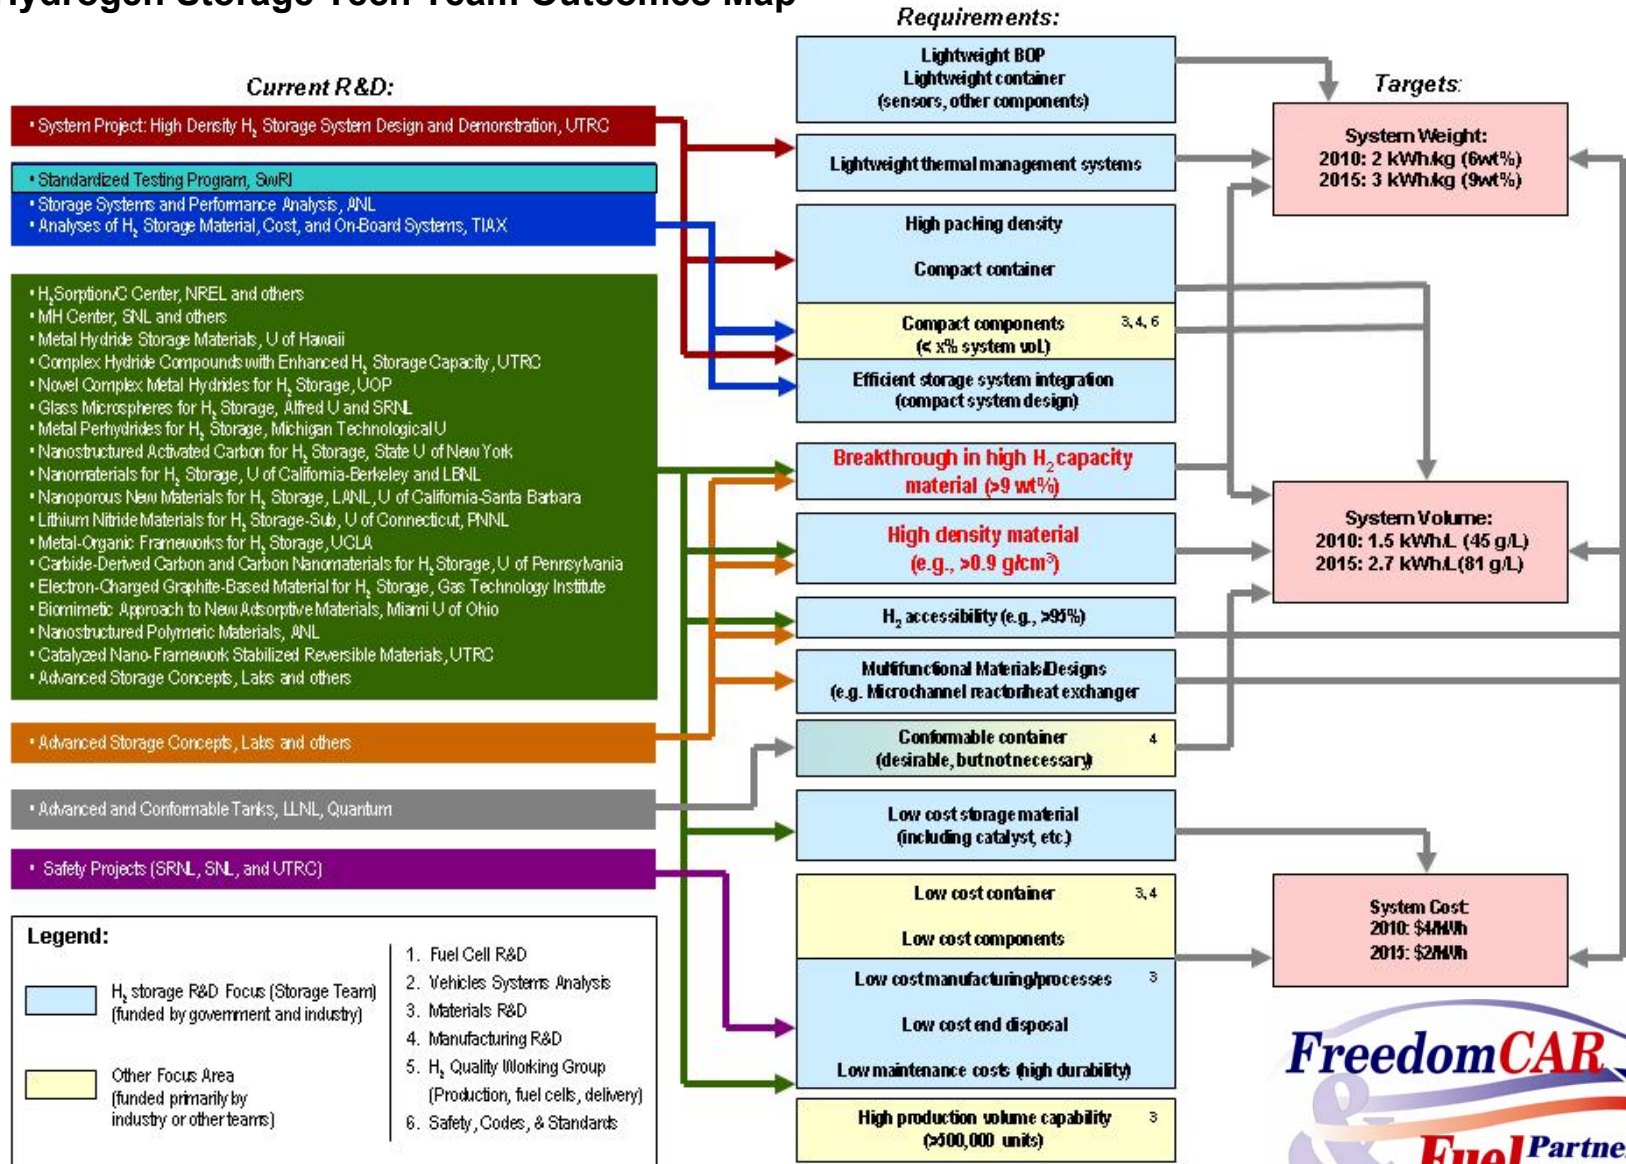 Hydrogen Storage Tech Team Outcomes Map
Current R&D:
• System Project: High Density H₂ Storage System Design and Demonstration, UTRC
• Standardized Testing Program, SwRI
• Storage Systems and Performance Analysis, ANL
• Analyses of H₂ Storage Material, Cost, and On-Board Systems, TIAX
• H₂Sorption/C Center, NREL and others
• MH Center, SNL and others
• Metal Hydride Storage Materials, U of Hawaii
• Complex Hydride Compounds with Enhanced H₂ Storage Capacity, UTRC
• Novel Complex Metal Hydrides for H₂ Storage, UOP
• Glass Microspheres for H₂ Storage, Alfred U and SRNL
• Metal Perhydrides for H₂ Storage, Michigan Technological U
• Nanostructured Activated Carbon for H₂ Storage, State U of New York
• Nanomaterials for H₂ Storage, U of California-Berkeley and LBNL
• Nanoporous New Materials for H₂ Storage, LANL, U of California-Santa Barbara
• Lithium Nitride Materials for H₂ Storage-Sub, U of Connecticut, PNNL
• Metal-Organic Frameworks for H₂ Storage, UCLA
• Carbide-Derived Carbon and Carbon Nanomaterials for H₂ Storage, U of Pennsylvania
• Electron-Charged Graphite-Based Material for H₂ Storage, Gas Technology Institute
• Biomimetic Approach to New Adsorptive Materials, Miami U of Ohio
• Nanostructured Polymeric Materials, ANL
• Catalyzed Nano-Framework Stabilized Reversible Materials, UTRC
• Advanced Storage Concepts, Labs and others
• Advanced Storage Concepts, Labs and others
• Advanced and Conformable Tanks, LLNL, Quantum
• Safety Projects (SRNL, SNL, and UTRC)
Legend:
H₂ storage R&D Focus (Storage Team)
(funded by government and industry)
Other Focus Area
(funded primarily by
industry or other teams)
1. Fuel Cell R&D
2. Vehicles Systems Analysis
3. Materials R&D
4. Manufacturing R&D
5. H₂ Quality Working Group
(Production, fuel cells, delivery)
6. Safety, Codes, & Standards
Requirements:
Lightweight BOP
Lightweight container
(sensors, other components)
Lightweight thermal management systems
High packing density
Compact container
Compact components 3, 4, 6
(< x% system vol.)
Efficient storage system integration
(compact system design)
Breakthrough in high H₂ capacity
material (>9 wt%)
High density material
(e.g., >0.9 g/cm³)
H₂ accessibility (e.g., >95%)
Multifunctional Materials/Designs
(e.g. Microchannel reactor/heat exchanger
Conformable container 4
(desirable, but not necessary)
Low cost storage material
(including catalyst, etc.)
Low cost container 3, 4
Low cost components
Low cost manufacturing/processes 3
Low cost end disposal
Low maintenance costs (high durability)
High production volume capability 3
(>500,000 units)
Targets:
System Weight:
2010: 2 kWh/kg (6wt%)
2015: 3 kWh/kg (9wt%)
System Volume:
2010: 1.5 kWh/L (45 g/L)
2015: 2.7 kWh/L(81 g/L)
System Cost:
2010: $4/kWh
2015: $2/kWh
FreedomCAR
&
Fuel Partne